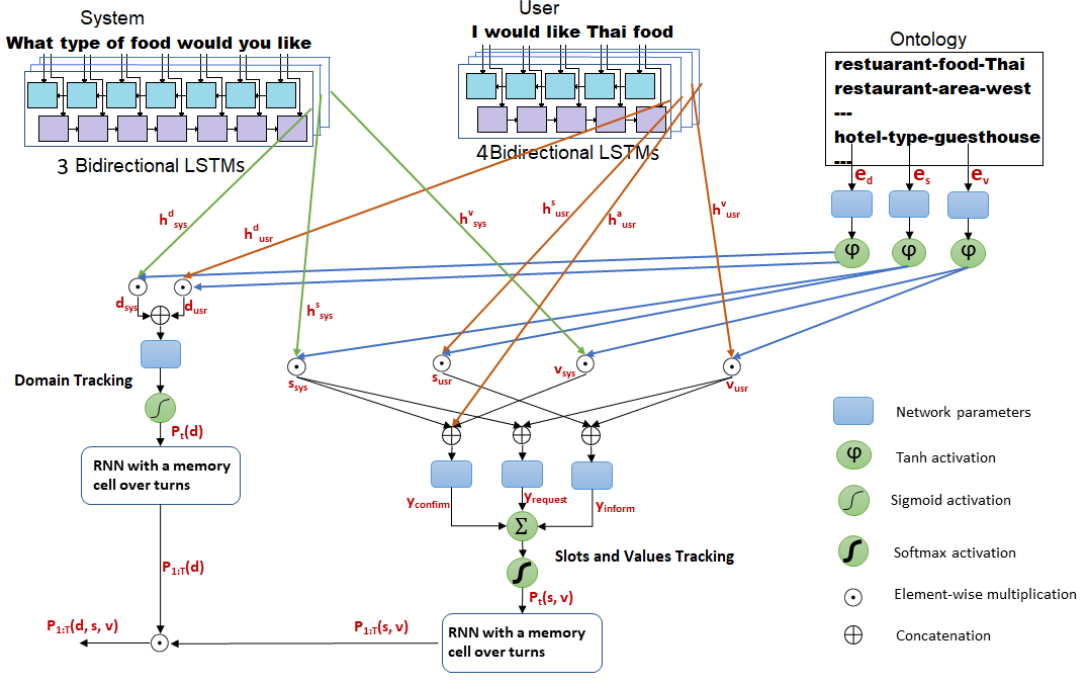 System
What type of food would you like
3 Bidirectional LSTMs
User
I would like Thai food
4Bidirectional LSTMs
Ontology
restuarant-food-Thai
restaurant-area-west
---
hotel-type-guesthouse
---
e_d
e_s
e_v
φ
φ
φ
h^d_sys
h^d_usr
h^v_sys
h^s_usr
h^a_usr
h^v_usr
h^s_sys
d_sys
d_usr
Domain Tracking
P_t(d)
RNN with a memory
cell over turns
P_1:T(d)
s_sys
s_usr
v_sys
v_usr
y_confirm
y_request
y_inform
Σ
Slots and Values Tracking
P_t(s, v)
RNN with a memory
cell over turns
P_1:T(s, v)
P_1:T(d, s, v)
Network parameters
φ
Tanh activation
Sigmoid activation
Softmax activation
Element-wise multiplication
Concatenation